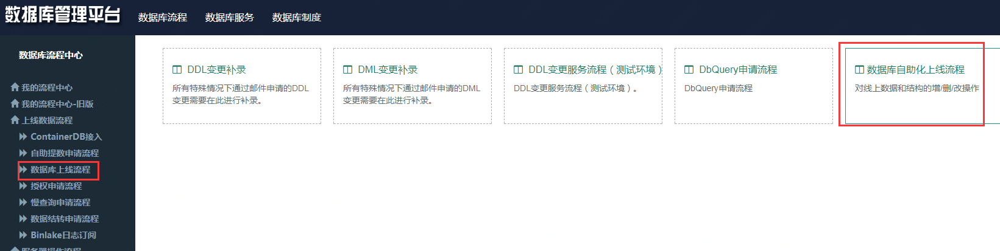 数据库管理平台
数据库流程 数据库服务 数据库制度
数据库流程中心
我的流程中心
我的流程中心-旧版
上线数据流程
ContainerDB接入
自助提数申请流程
数据库上线流程
授权申请流程
慢查询申请流程
数据结转申请流程
Binlake日志订阅
服务器操作流程
DDL变更补录
所有特殊情况下通过邮件申请的DDL
变更需要在此进行补录。
DML变更补录
所有特殊情况下通过邮件申请的DML
变更需要在此进行补录。
DDL变更服务流程（测试环境）
DDL变更服务流程（测试环境）。
DbQuery申请流程
DbQuery申请流程
数据库自助化上线流程
对线上数据和结构的增/删/改操作